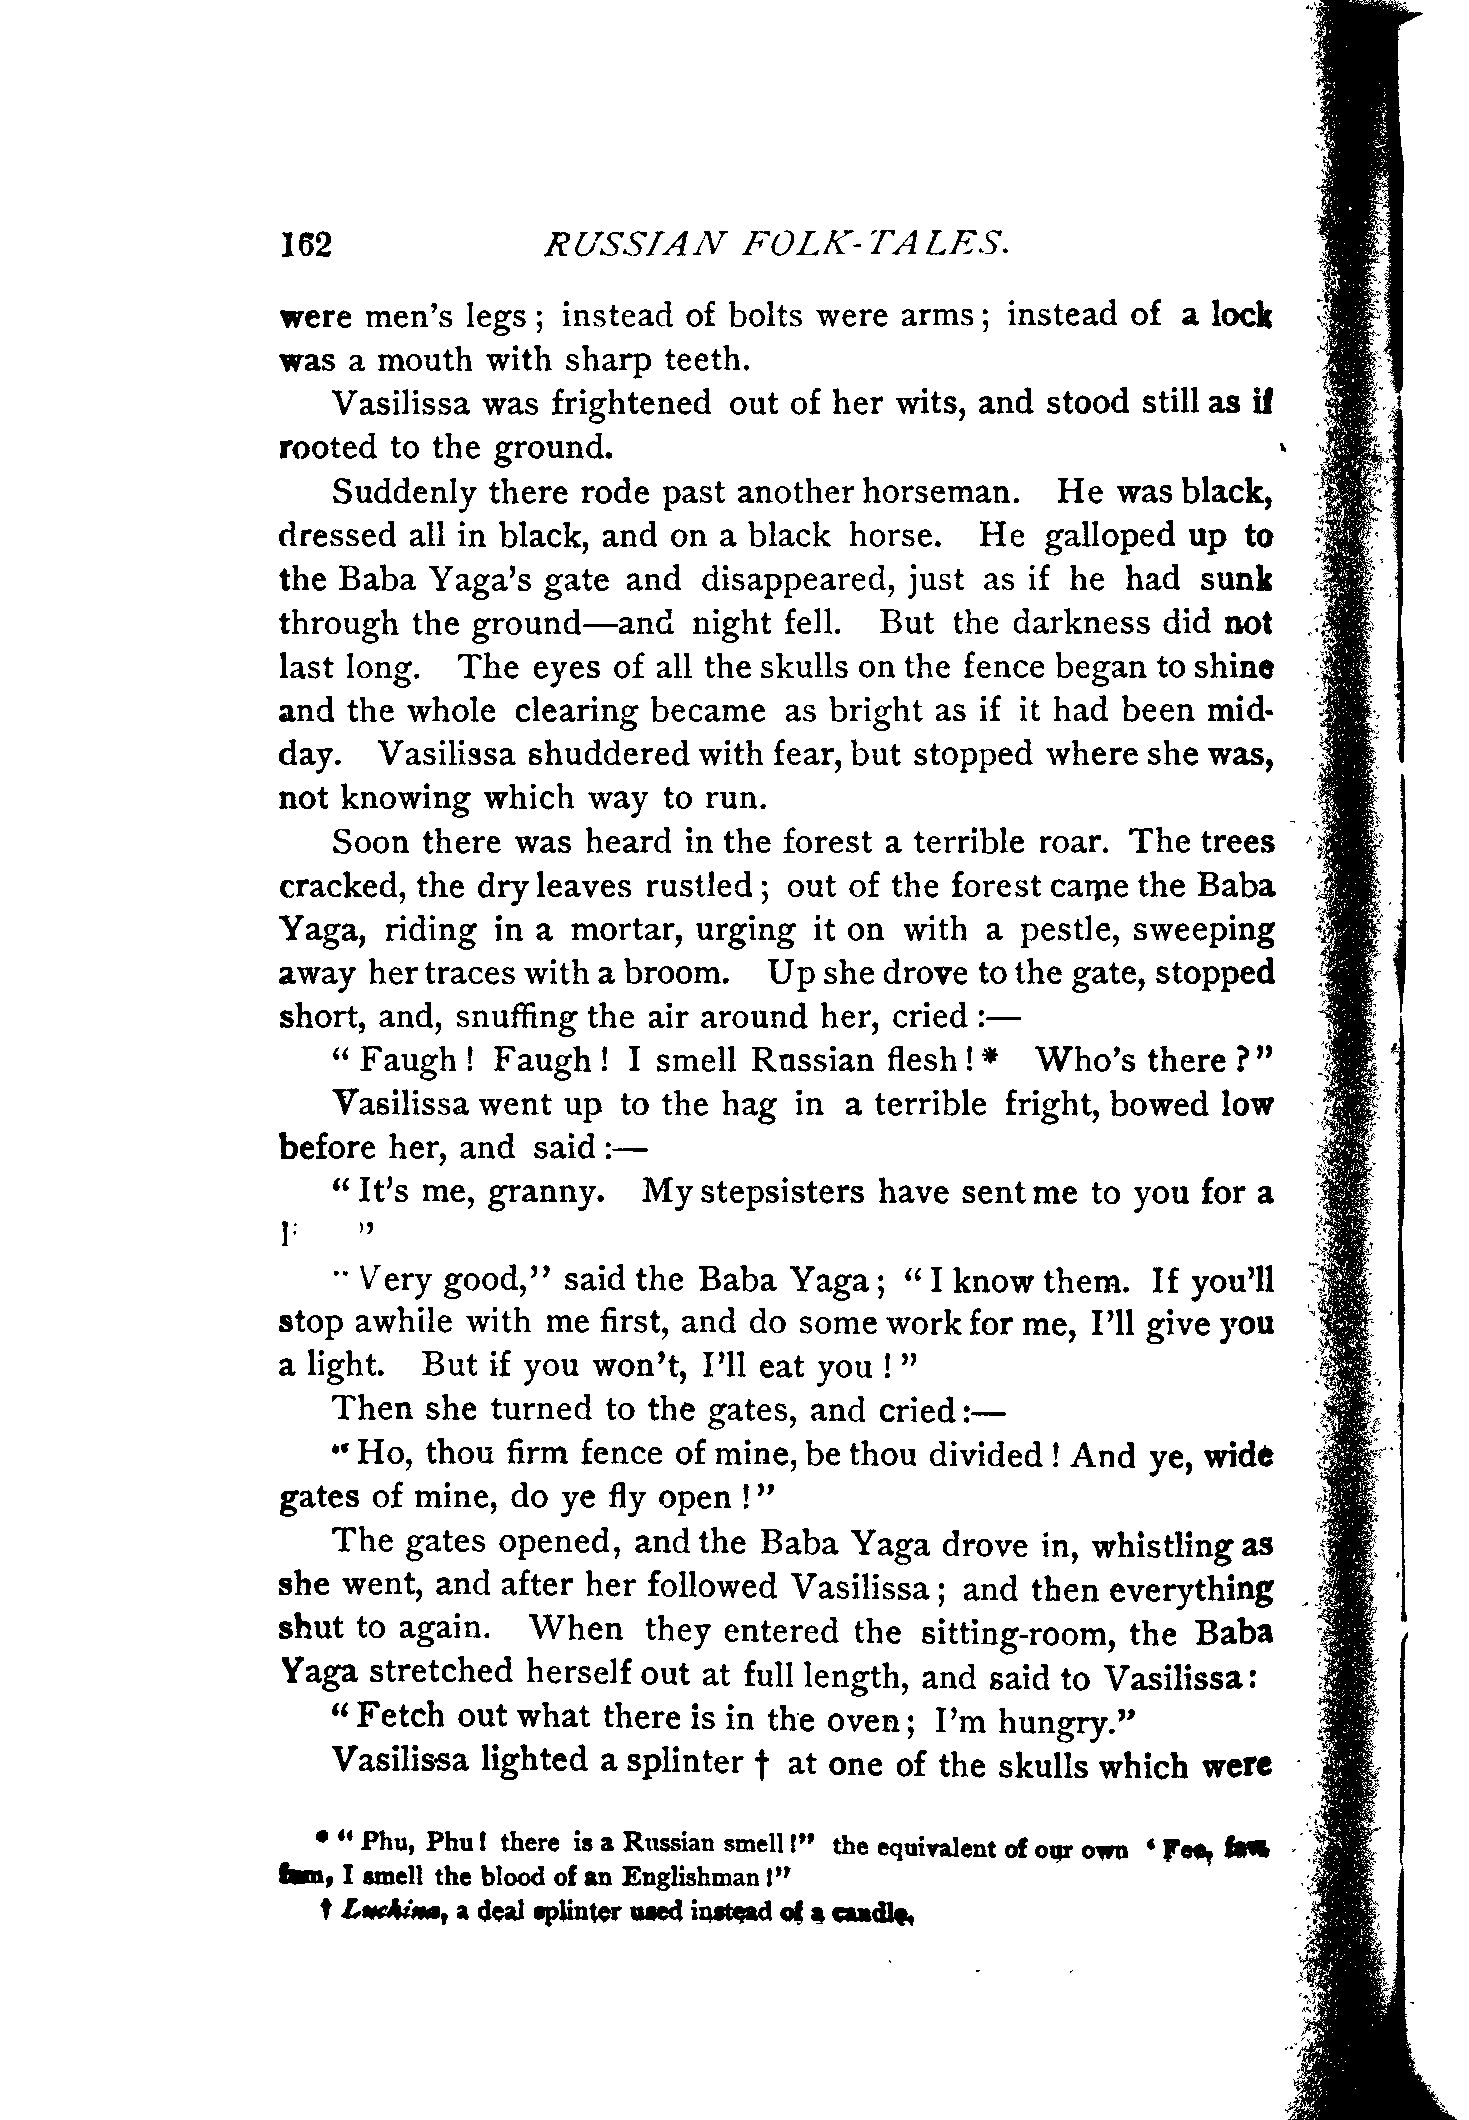 162 RUSSIAN FOLK-TALES.
were men's legs; instead of bolts were arms; instead of a lock
was a mouth with sharp teeth.
Vasilissa was frightened out of her wits, and stood still as if
rooted to the ground.
Suddenly there rode past another horseman. He was black,
dressed all in black, and on a black horse. He galloped up to
the Baba Yaga's gate and disappeared, just as if he had sunk
through the ground—and night fell. But the darkness did not
last long. The eyes of all the skulls on the fence began to shine
and the whole clearing became as bright as if it had been mid-
day. Vasilissa shuddered with fear, but stopped where she was,
not knowing which way to run.
Soon there was heard in the forest a terrible roar. The trees
cracked, the dry leaves rustled; out of the forest came the Baba
Yaga, riding in a mortar, urging it on with a pestle, sweeping
away her traces with a broom. Up she drove to the gate, stopped
short, and, snuffing the air around her, cried:—
"Faugh! Faugh! I smell Russian flesh!* Who's there?"
Vasilissa went up to the hag in a terrible fright, bowed low
before her, and said:—
"It's me, granny. My stepsisters have sent me to you for a
"
"Very good," said the Baba Yaga; "I know them. If you'll
stop awhile with me first, and do some work for me, I'll give you
a light. But if you won't, I'll eat you!"
Then she turned to the gates, and cried:—
"Ho, thou firm fence of mine, be thou divided! And ye, wide
gates of mine, do ye fly open!"
The gates opened, and the Baba Yaga drove in, whistling as
she went, and after her followed Vasilissa; and then everything
shut to again. When they entered the sitting-room, the Baba
Yaga stretched herself out at full length, and said to Vasilissa:
"Fetch out what there is in the oven; I'm hungry."
Vasilissa lighted a splinter † at one of the skulls which were
* "Phu, Phu! there is a Russian smell!" the equivalent of our own 'Fee, faw,
fum, I smell the blood of an Englishman!"
† Luchina, a deal splinter used instead of a candle.